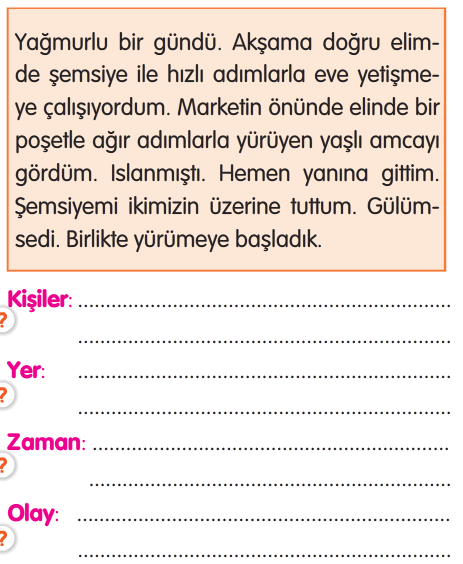 Yağmurlu bir gündü. Akşama doğru elim-
de şemsiye ile hızlı adımlarla eve yetişme-
ye çalışıyordum. Marketin önünde elinde bir
poşetle ağır adımlarla yürüyen yaşlı amcayı
gördüm. Islanmıştı. Hemen yanına gittim.
Şemsiyemi ikimizin üzerine tuttum. Gülüm-
sedi. Birlikte yürümeye başladık.
Kişiler: ..................................................................
?
..................................................................
Yer: ..................................................................
?
..................................................................
Zaman: ...............................................................
?
................................................................
Olay: ..................................................................
?
..................................................................